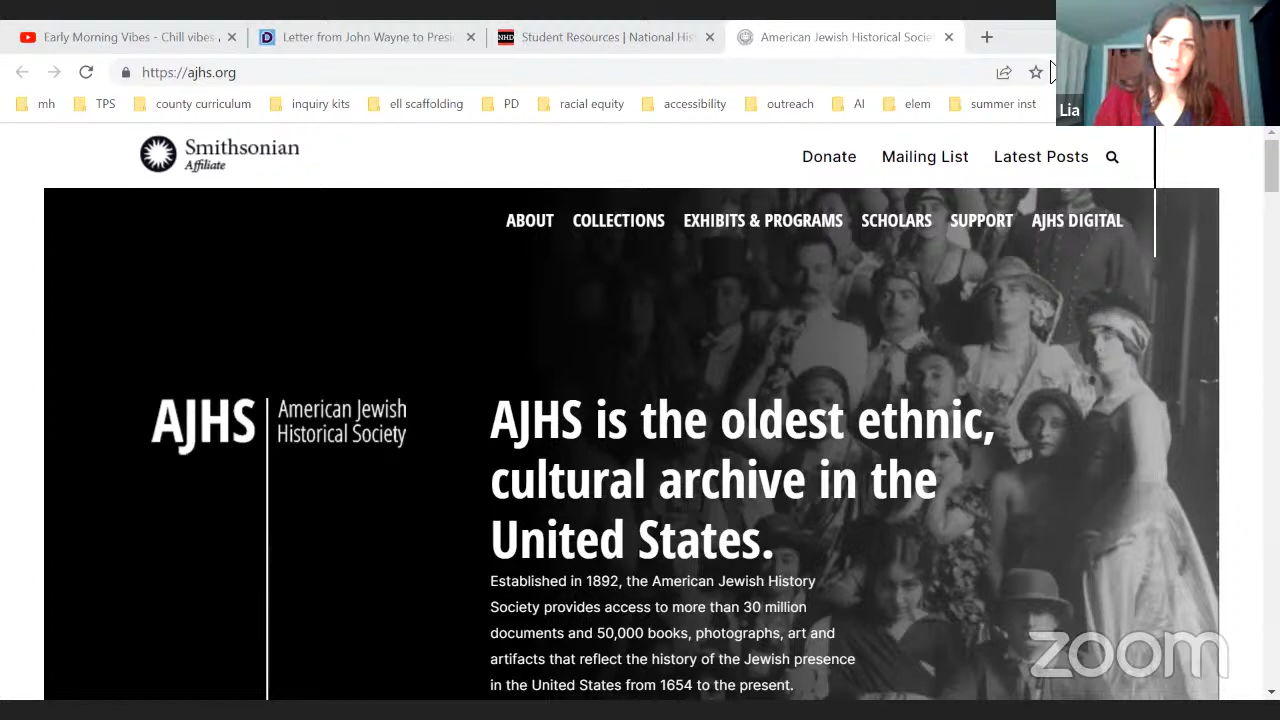 Early Morning Vibes - Chill vibes
Letter from John Wayne to Presi
NHD
Student Resources | National His
American Jewish Historical Societ
https://ajhs.org
mh
TPS
county curriculum
inquiry kits
ell scaffolding
PD
racial equity
accessibility
outreach
AI
elem
summer inst
Lia
Smithsonian
Affiliate
Donate
Mailing List
Latest Posts
ABOUT
COLLECTIONS
EXHIBITS & PROGRAMS
SCHOLARS
SUPPORT
AJHS DIGITAL
AJHS
American Jewish
Historical Society
AJHS is the oldest ethnic,
cultural archive in the
United States.
Established in 1892, the American Jewish History
Society provides access to more than 30 million
documents and 50,000 books, photographs, art and
artifacts that reflect the history of the Jewish presence
in the United States from 1654 to the present.
zoom